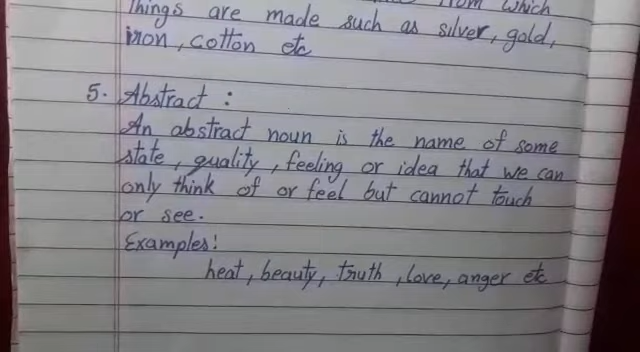 things are made such as silver, gold,
iron, cotton etc
5. Abstract :
An abstract noun is the name of some
state, quality, feeling or idea that we can
only think of or feel but cannot touch
or see.
Examples:
heat, beauty, truth, love, anger etc